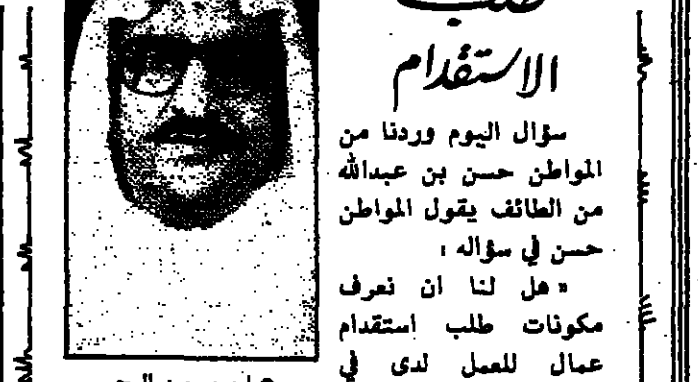 طلب
الاستقدام
سؤال اليوم وردنا من
المواطن حسن بن عبدالله
من الطائف يقول المواطن
حسن في سؤاله :
« هل لنا ان نعرف
مكونات طلب استقدام
عمال للعمل لدى في